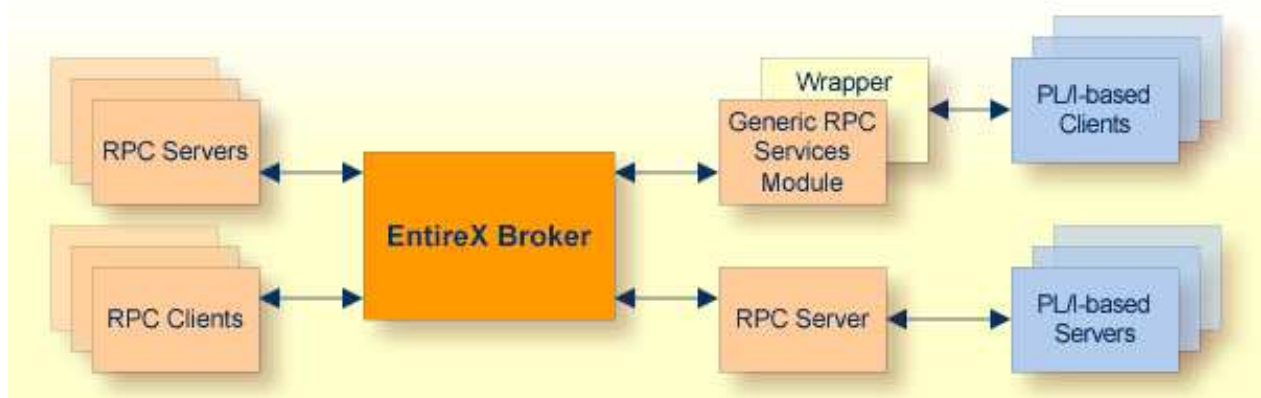 RPC Servers
RPC Clients
EntireX Broker
Wrapper
Generic RPC
Services
Module
RPC Server
PL/I-based
Clients
PL/I-based
Servers